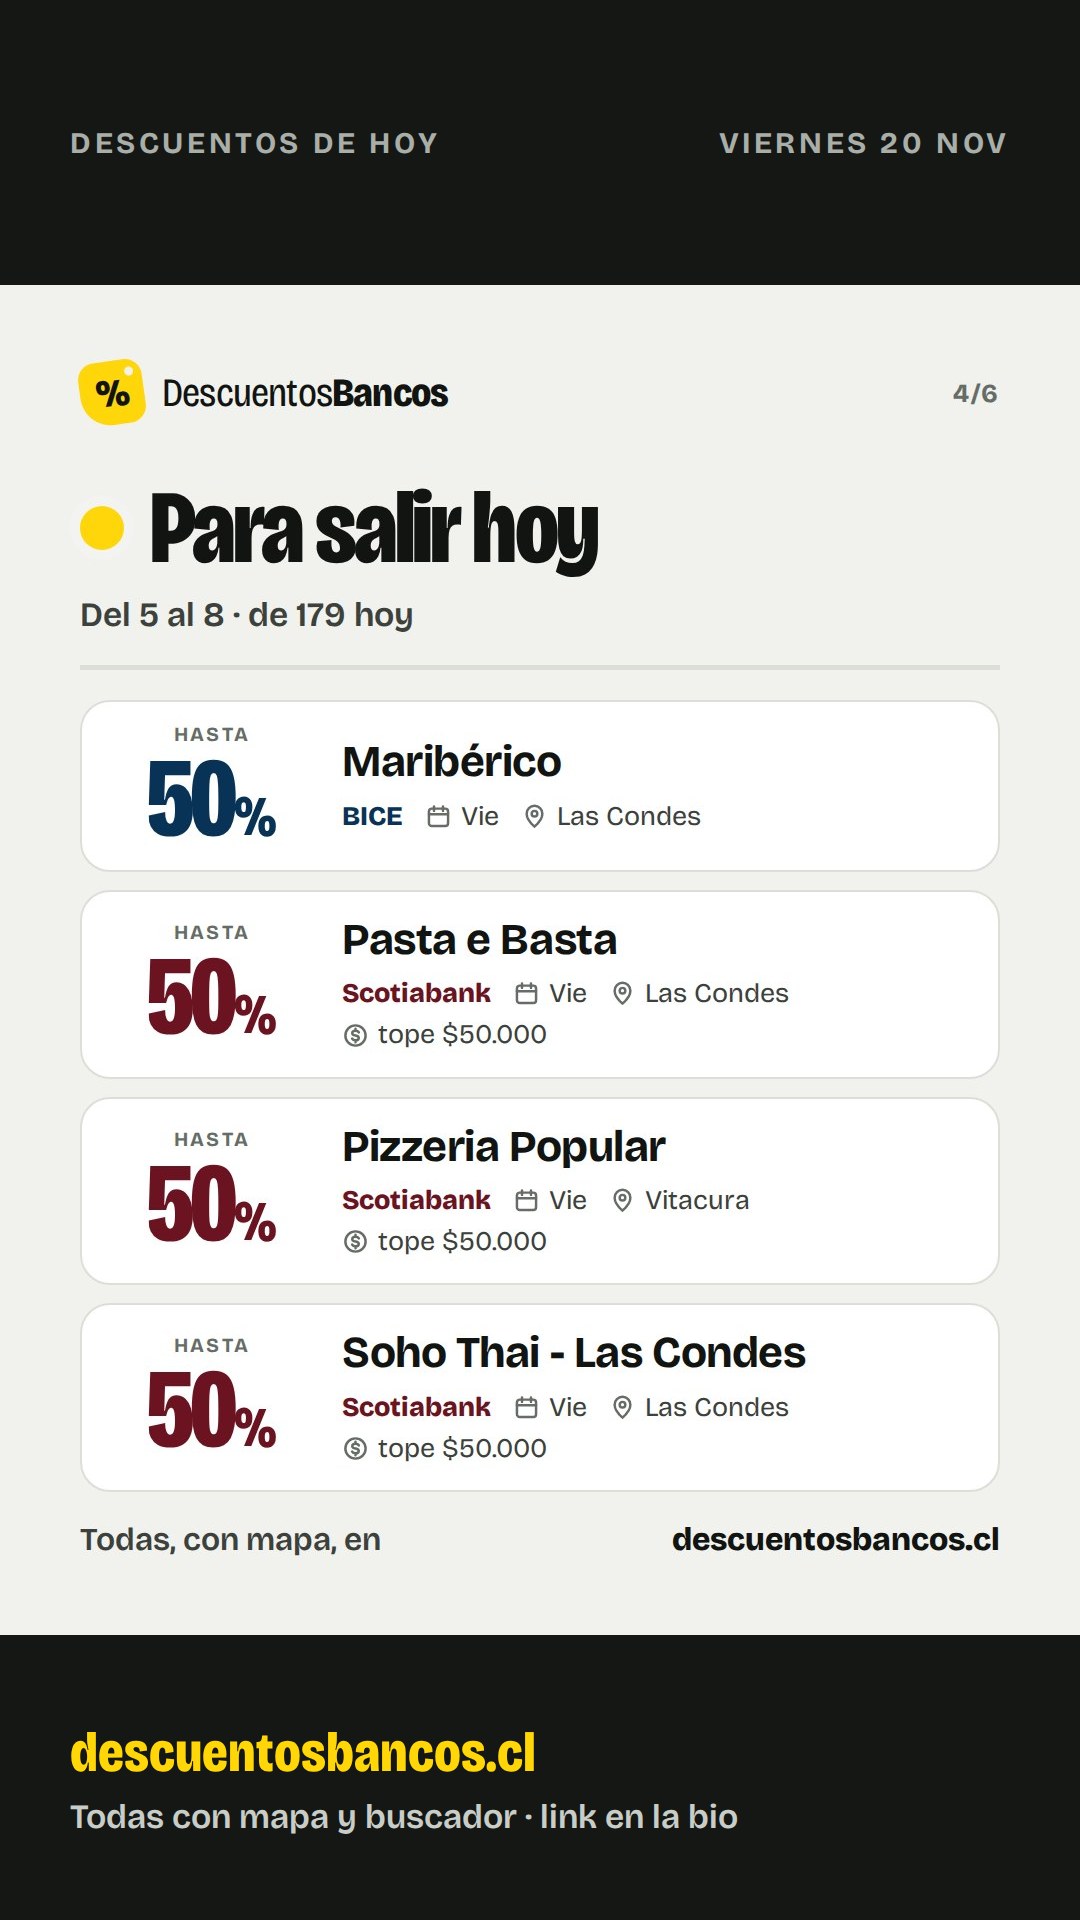 DESCUENTOS DE HOY
VIERNES 20 NOV
% DescuentosBancos
4/6
Para salir hoy
Del 5 al 8 · de 179 hoy
HASTA
50%
Maribérico
BICE Vie Las Condes
HASTA
50%
Pasta e Basta
Scotiabank Vie Las Condes
tope $50.000
HASTA
50%
Pizzeria Popular
Scotiabank Vie Vitacura
tope $50.000
HASTA
50%
Soho Thai - Las Condes
Scotiabank Vie Las Condes
tope $50.000
Todas, con mapa, en
descuentosbancos.cl
descuentosbancos.cl
Todas con mapa y buscador · link en la bio